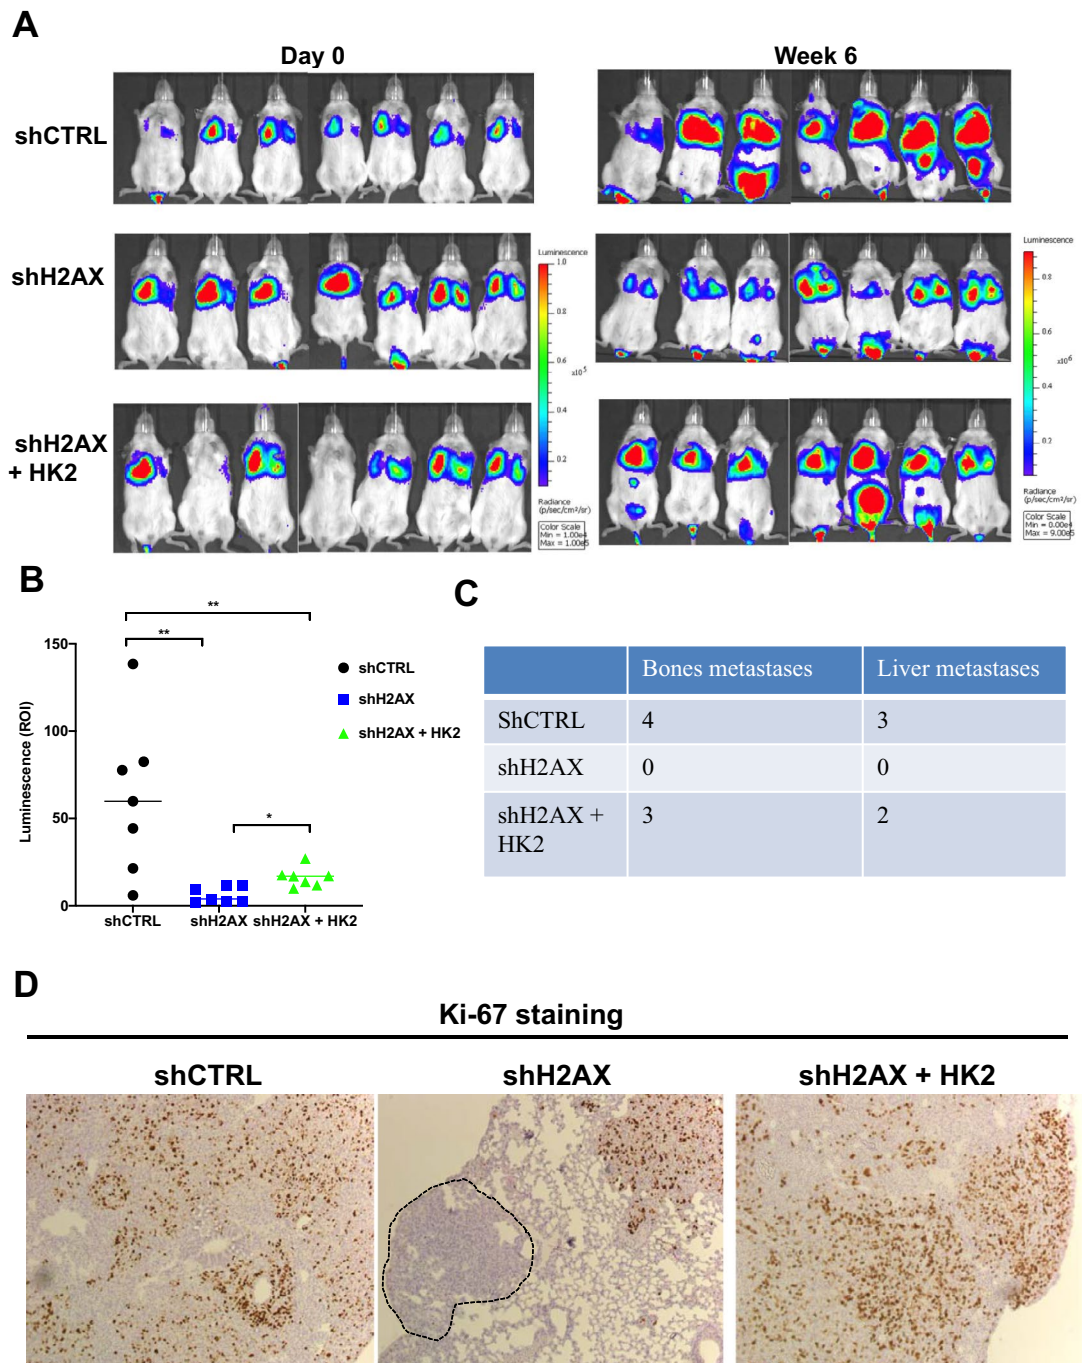 A
Day 0
Week 6
shCTRL
shH2AX
shH2AX
+ HK2
Luminescence
1.0
0.8
0.6
x10⁵
0.4
0.2
Radiance
(p/sec/cm²/sr)
Color Scale
Min = 1.00e4
Max = 1.00e5
Luminescence
0.8
0.6
x10⁶
0.4
0.2
Radiance
(p/sec/cm²/sr)
Color Scale
Min = 0.00e4
Max = 9.00e5
B
**
**
*
150
100
50
0
Luminescence (ROI)
shCTRL
shH2AX
shH2AX + HK2
shCTRL
shH2AX
shH2AX + HK2
C
Bones metastases
Liver metastases
ShCTRL
4
3
shH2AX
0
0
shH2AX +
HK2
3
2
D
Ki-67 staining
shCTRL
shH2AX
shH2AX + HK2